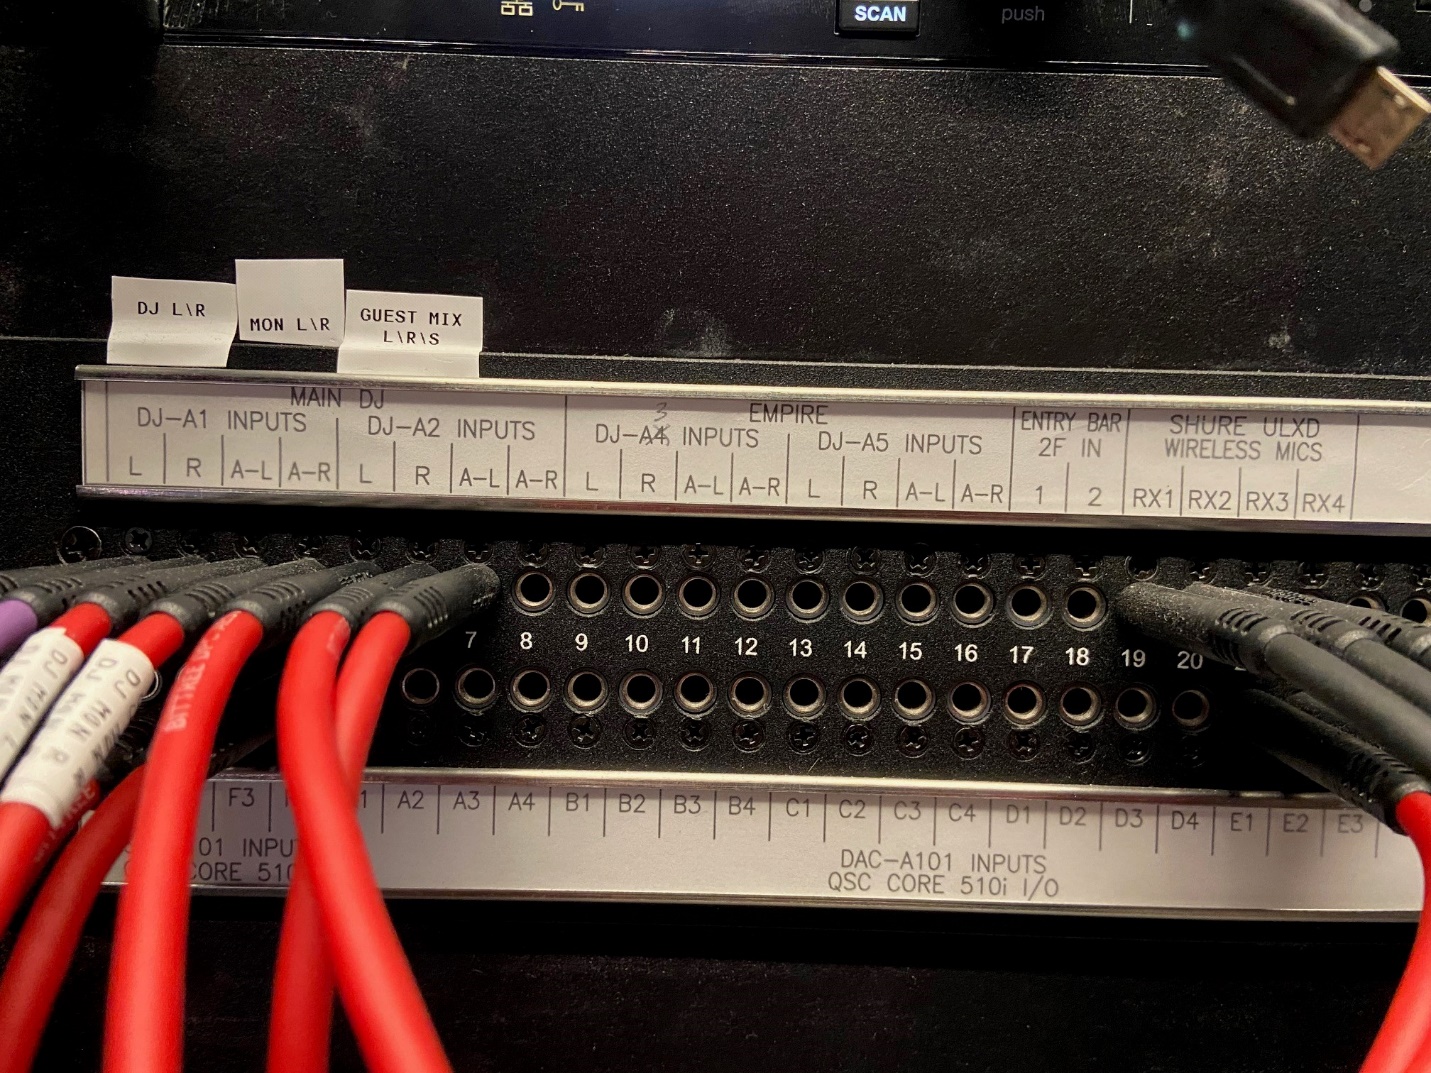 SCAN
push
DJ L\R
MON L\R
GUEST MIX
L\R\S
MAIN DJ
DJ-A1 INPUTS
L R A-L A-R
DJ-A2 INPUTS
L R A-L A-R
EMPIRE
3
DJ-A4 INPUTS
L R A-L A-R
DJ-A5 INPUTS
L R A-L A-R
ENTRY BAR
2F IN
1 2
SHURE ULXD
WIRELESS MICS
RX1 RX2 RX3 RX4
7 8 9 10 11 12 13 14 15 16 17 18 19 20
DJ MON R
F3 A2 A3 A4 B1 B2 B3 B4 C1 C2 C3 C4 D1 D2 D3 D4 E1 E2 E3
DAC-A101 INPUTS
QSC CORE 510i I/O